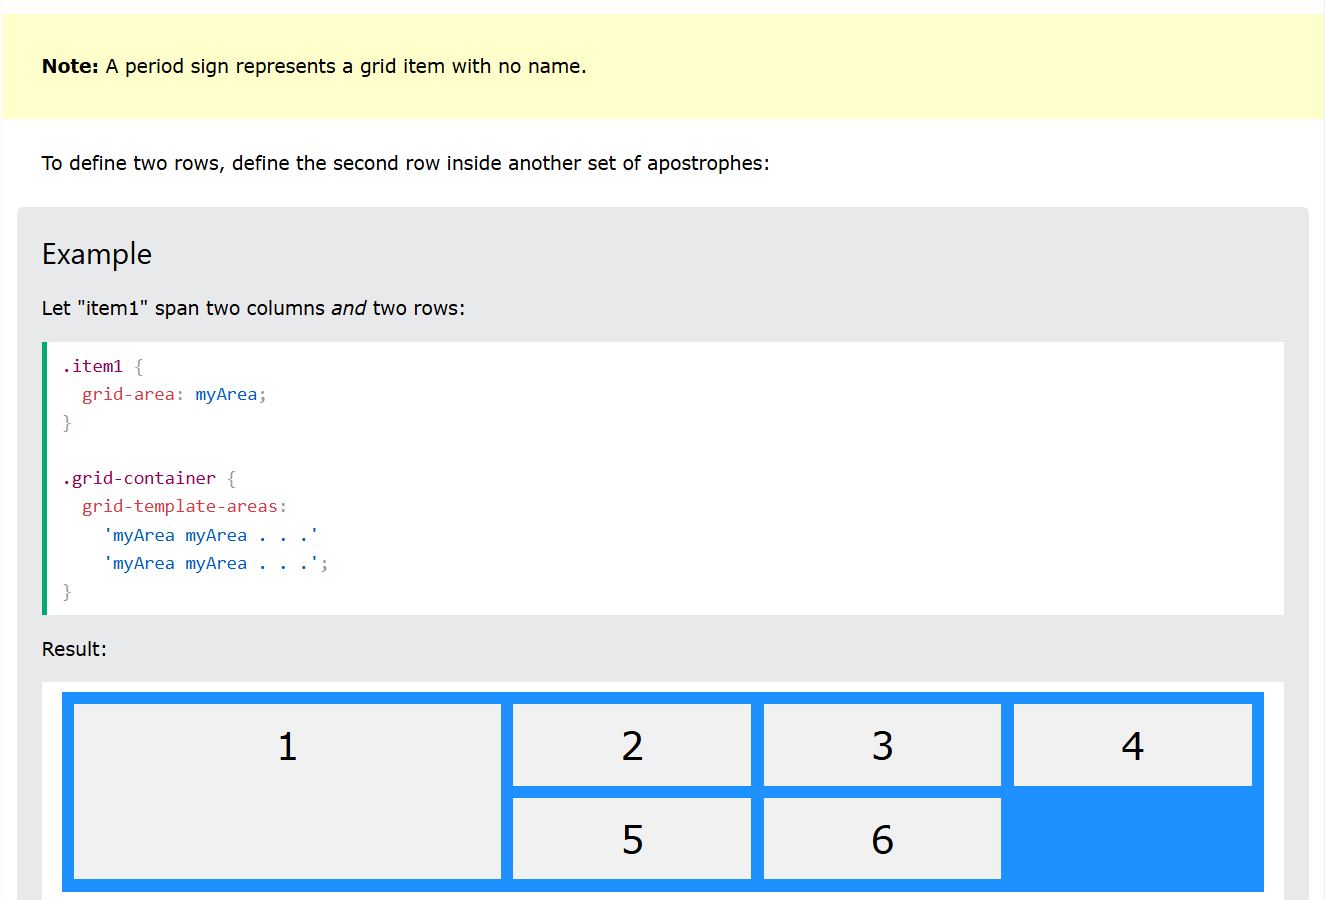 Note: A period sign represents a grid item with no name.
To define two rows, define the second row inside another set of apostrophes:
Example
Let "item1" span two columns and two rows:
.item1 {
  grid-area: myArea;
}
.grid-container {
  grid-template-areas:
    'myArea myArea . . .'
    'myArea myArea . . .';
}
Result:
1 2 3 4
5 6